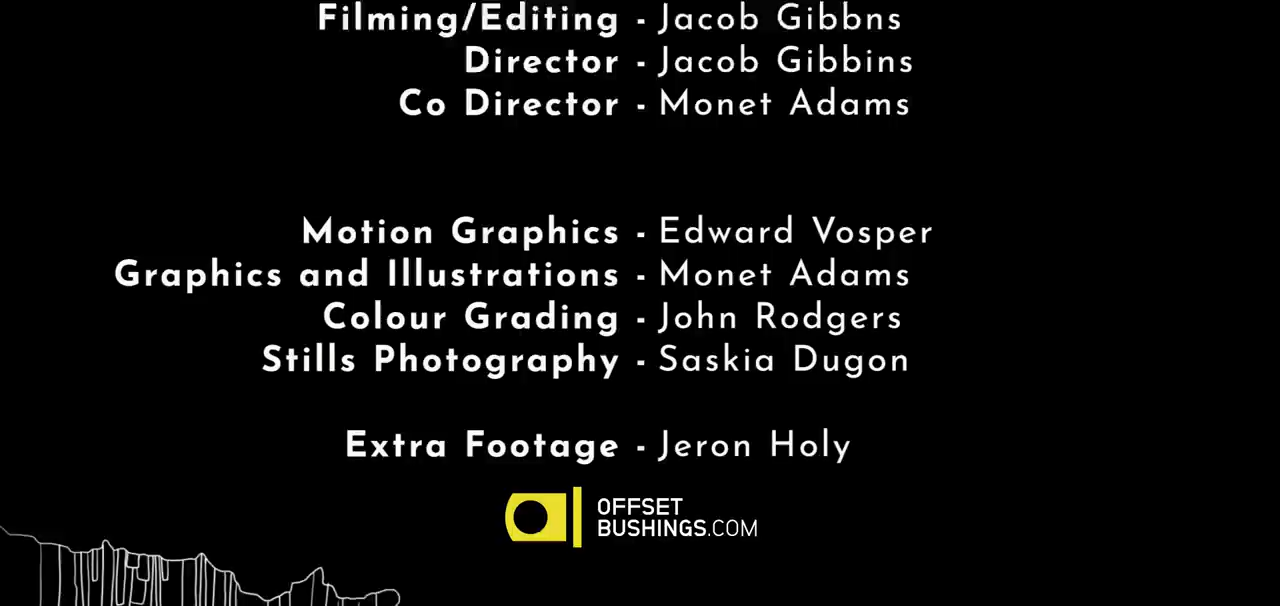 Filming/Editing - Jacob Gibbns
Director - Jacob Gibbins
Co Director - Monet Adams
Motion Graphics - Edward Vosper
Graphics and Illustrations - Monet Adams
Colour Grading - John Rodgers
Stills Photography - Saskia Dugon
Extra Footage - Jeron Holy
OFFSET
BUSHINGS.COM